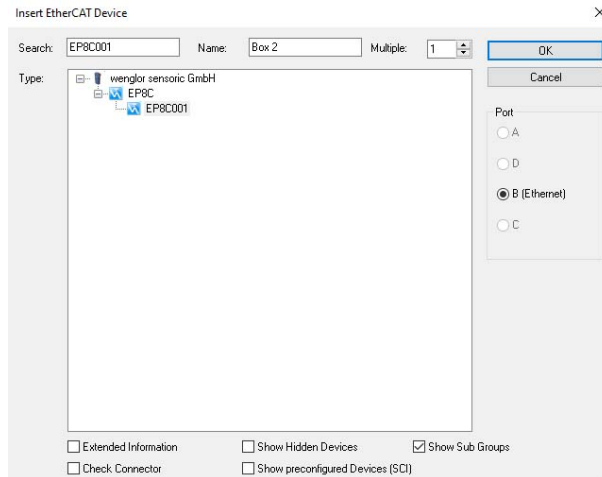 Insert EtherCAT Device
Search: EP8C001 Name: Box 2 Multiple: 1 OK
Type: Cancel
wenglor sensoric GmbH
EP8C
EP8C001
Port
A
D
B (Ethernet)
C
Extended Information Show Hidden Devices Show Sub Groups
Check Connector Show preconfigured Devices (SCI)